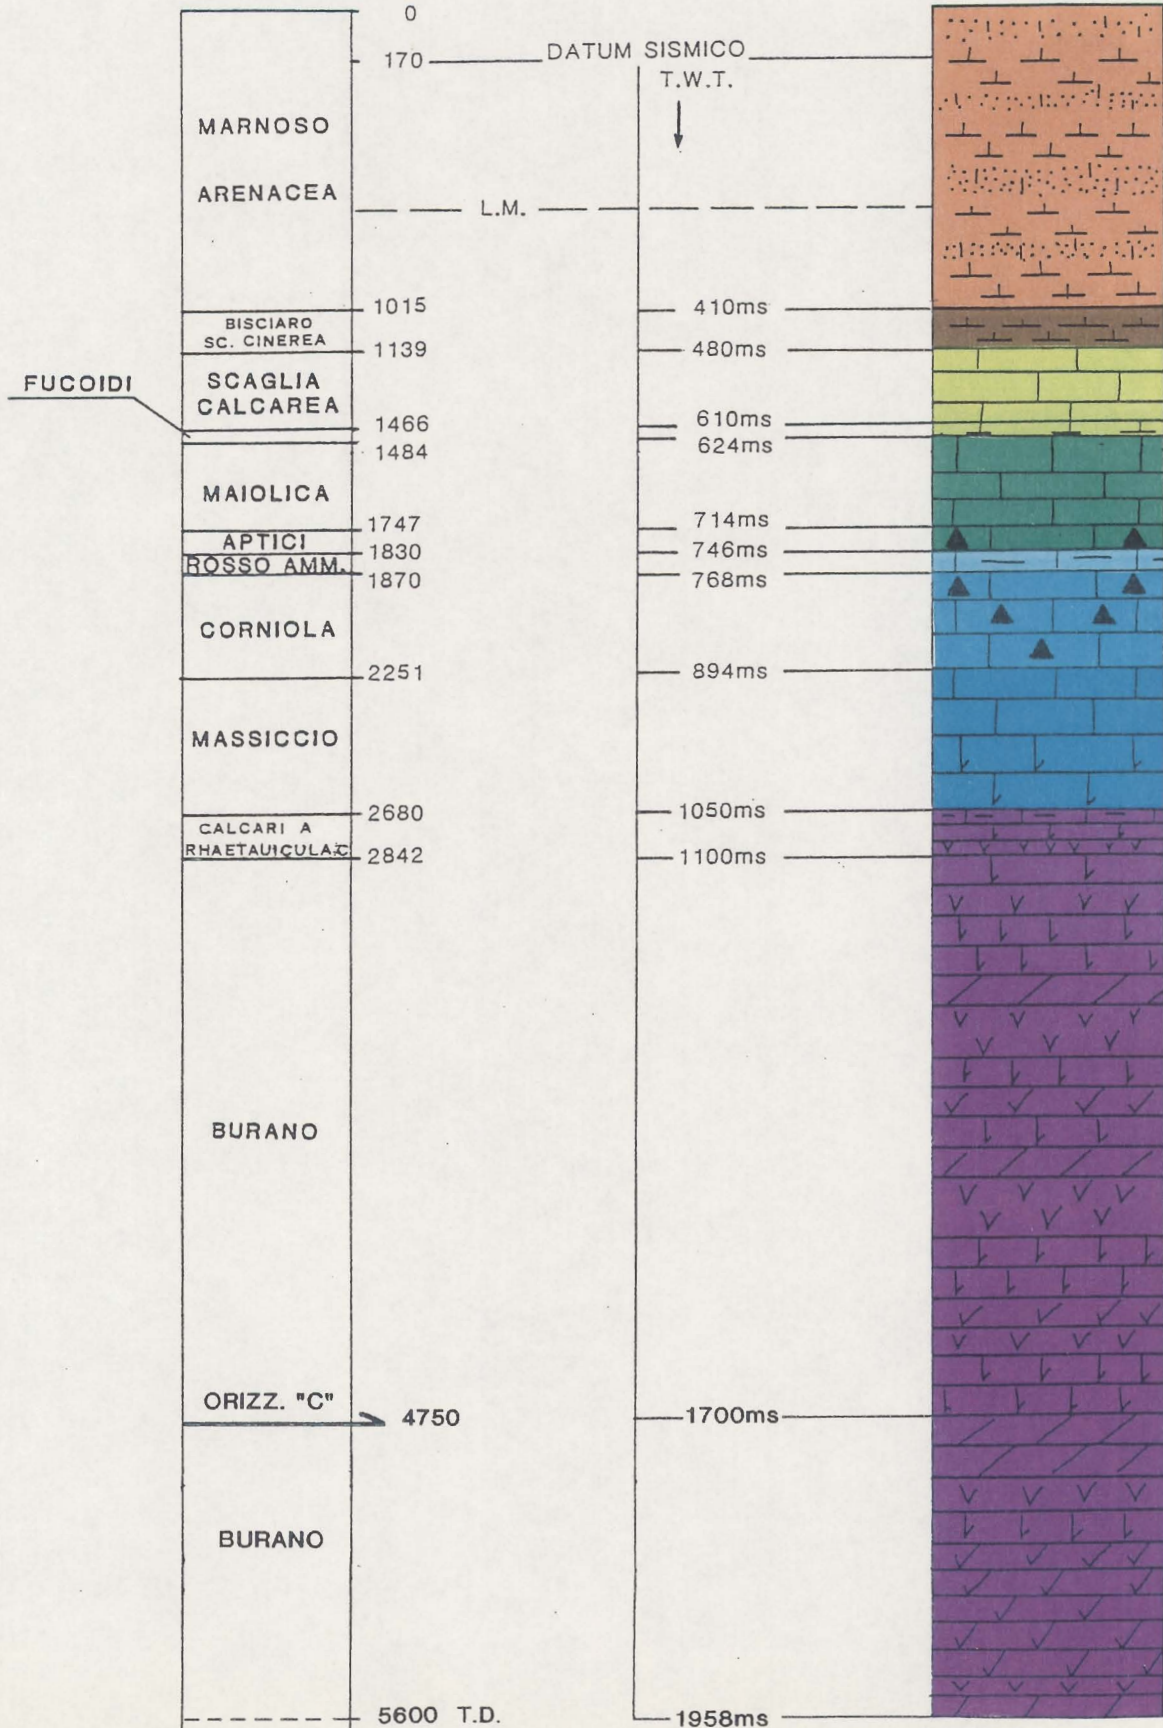 0
170
DATUM SISMICO
T.W.T.
MARNOSO
ARENACEA
L.M.
1015
410ms
BISCIARO
SC. CINEREA
1139
480ms
FUCOIDI
SCAGLIA
CALCAREA
1466
610ms
1484
624ms
MAIOLICA
1747
714ms
APTICI
1830
746ms
ROSSO AMM.
1870
768ms
CORNIOLA
2251
894ms
MASSICCIO
2680
1050ms
CALCARI A
RHAETAUICULA.C
2842
1100ms
BURANO
ORIZZ. "C"
4750
1700ms
BURANO
5600 T.D.
1958ms